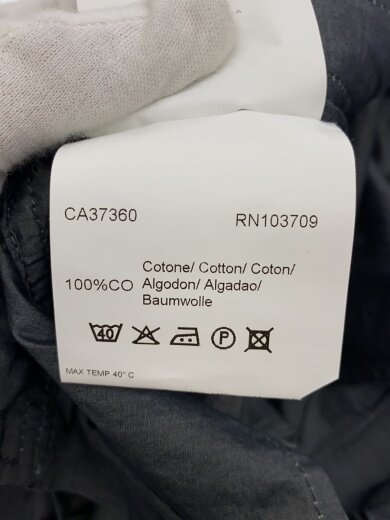 CA37360 RN103709
100%CO Cotone/ Cotton/ Coton/
Algodon/ Algadao/
Baumwolle
40 P
MAX TEMP 40° C